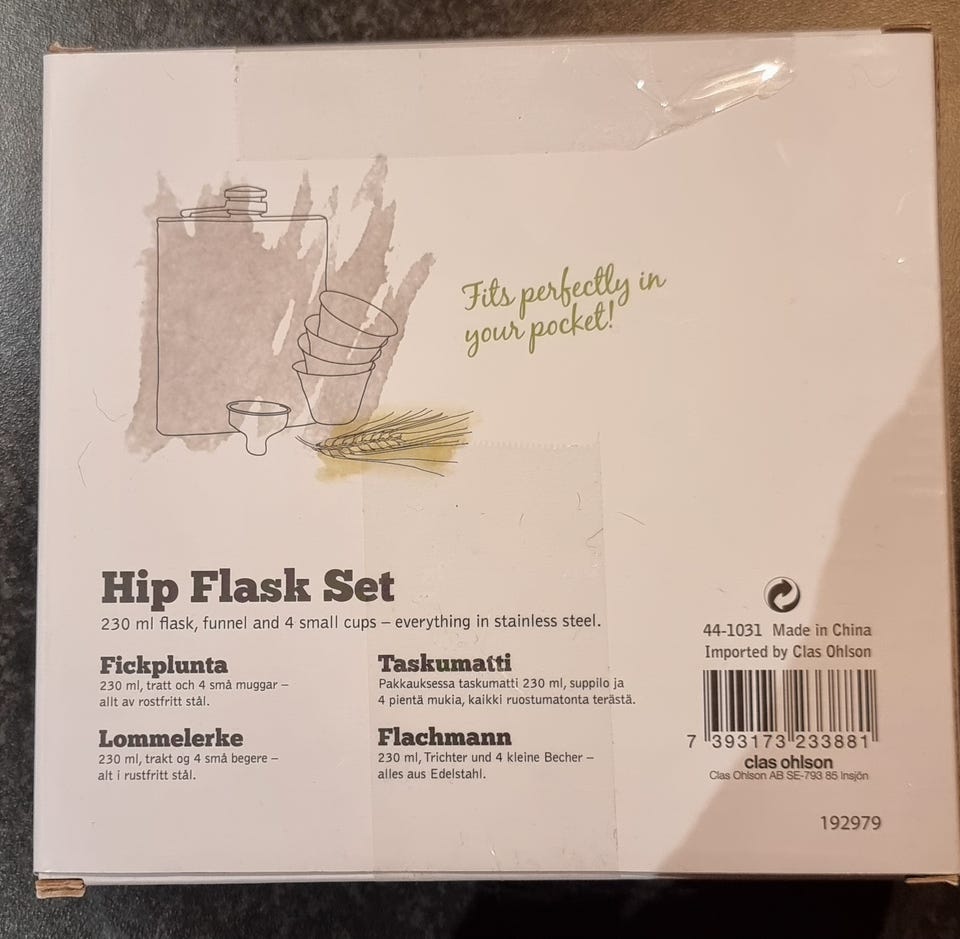 Fits perfectly in
your pocket!
Hip Flask Set
230 ml flask, funnel and 4 small cups – everything in stainless steel.
Fickplunta
230 ml, tratt och 4 små muggar –
allt av rostfritt stål.
Lommelerke
230 ml, trakt og 4 små begere –
alt i rustfritt stål.
Taskumatti
Pakkauksessa taskumatti 230 ml, suppilo ja
4 pientä mukia, kaikki ruostumatonta terästä.
Flachmann
230 ml, Trichter und 4 kleine Becher –
alles aus Edelstahl.
44-1031 Made in China
Imported by Clas Ohlson
7 393173 233881
clas ohlson
Clas Ohlson AB SE-793 85 Insjön
192979